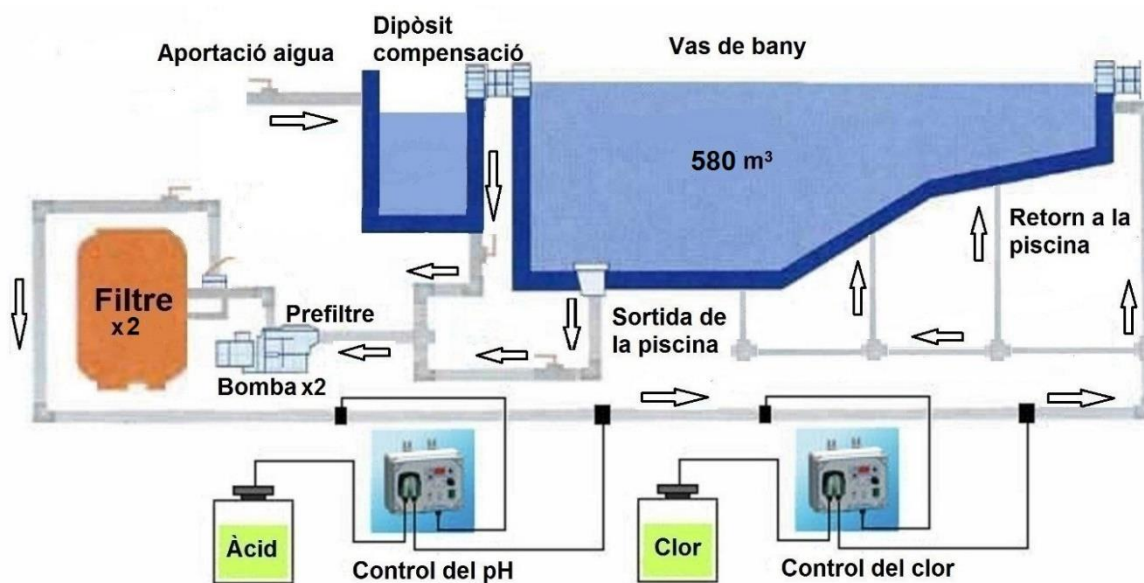 Aportació aigua
Dipòsit
compensació
Vas de bany
580 m³
Retorn a la
piscina
Filtre
x 2
Prefiltre
Bomba x2
Sortida de
la piscina
Àcid
Control del pH
Clor
Control del clor